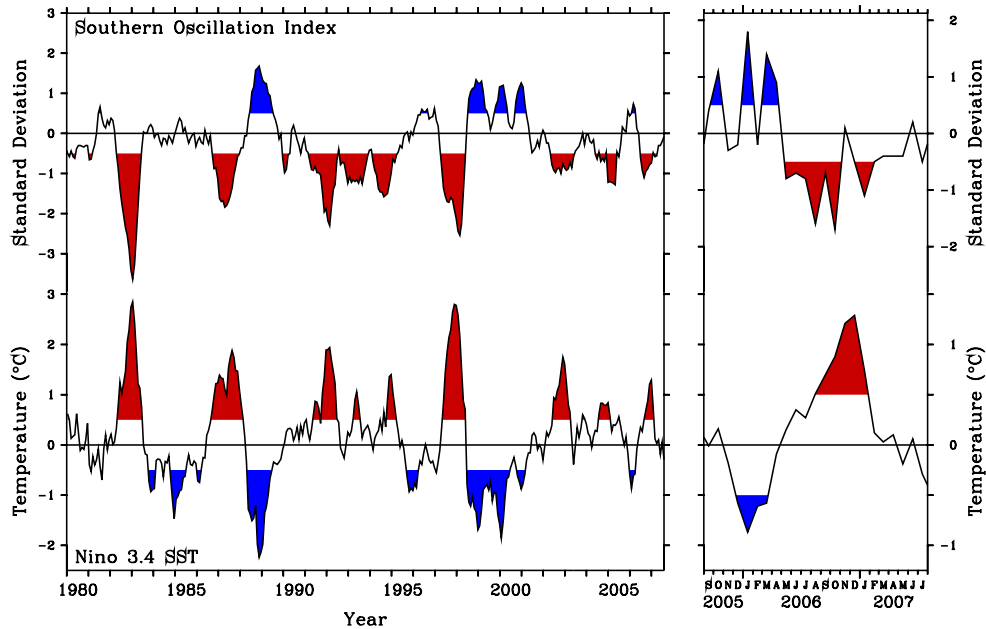 Southern Oscillation Index
3
2
1
0
-1
-2
-3
Standard Deviation
3
2
1
0
-1
-2
Temperature (°C)
Nino 3.4 SST
1980 1985 1990 1995 2000 2005
Year
2
1
0
-1
-2
Standard Deviation
1
0
-1
Temperature (°C)
S O N D J F M A M J J A S O N D J F M A M J J
2005 2006 2007